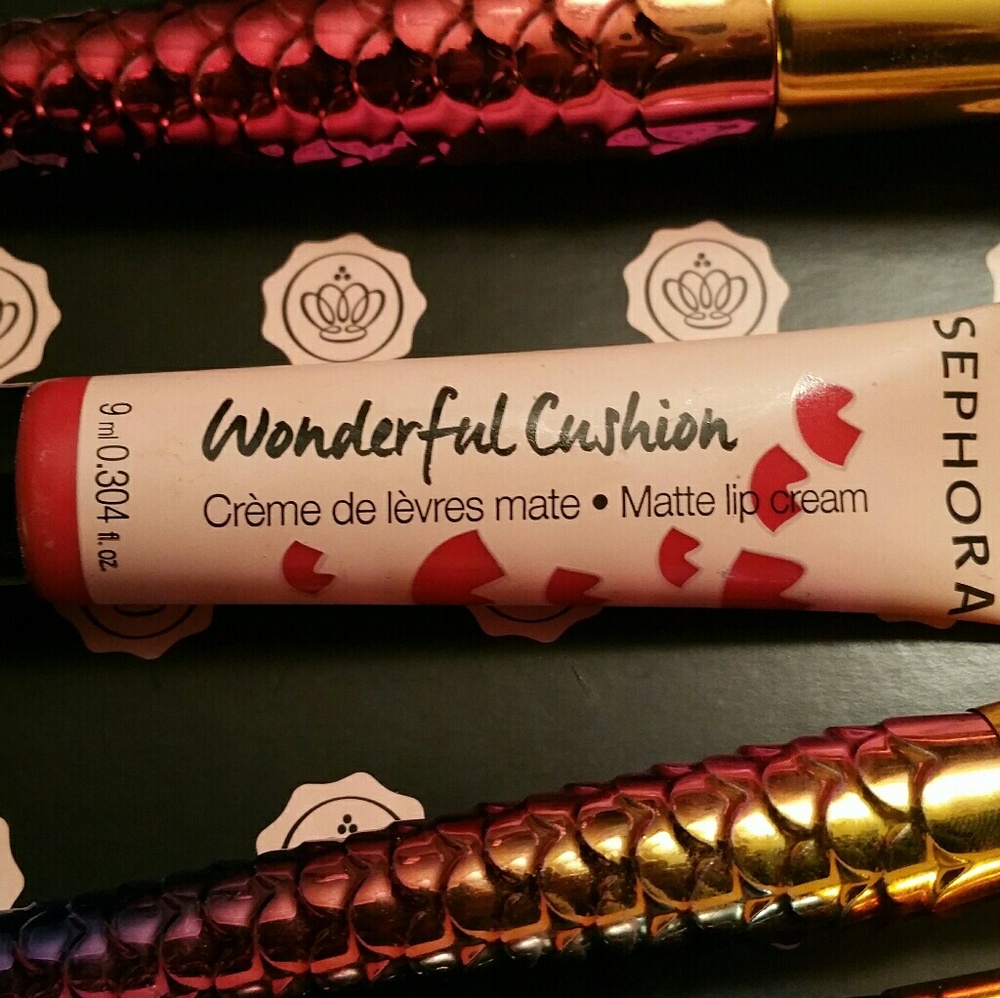 Wonderful Cushion
Crème de lèvres mate • Matte lip cream
9 ml 0.304 fl. oz
SEPHORA